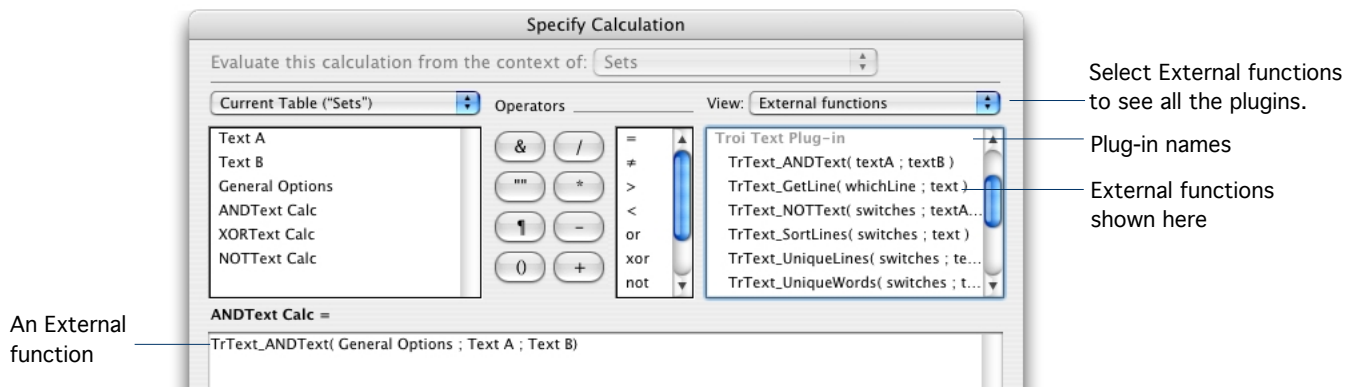 Specify Calculation
Evaluate this calculation from the context of: Sets
Current Table ("Sets")
Operators
View: External functions
Text A
Text B
General Options
ANDText Calc
XORText Calc
NOTText Calc
& /
"" *
¶ -
() +
=
≠
>
<
or
xor
not
Troi Text Plug-in
TrText_ANDText( textA ; textB )
TrText_GetLine( whichLine ; text )
TrText_NOTText( switches ; textA...
TrText_SortLines( switches ; text )
TrText_UniqueLines( switches ; te...
TrText_UniqueWords( switches ; t...
ANDText Calc =
TrText_ANDText( General Options ; Text A ; Text B)
An External
function
Select External functions
to see all the plugins.
Plug-in names
External functions
shown here